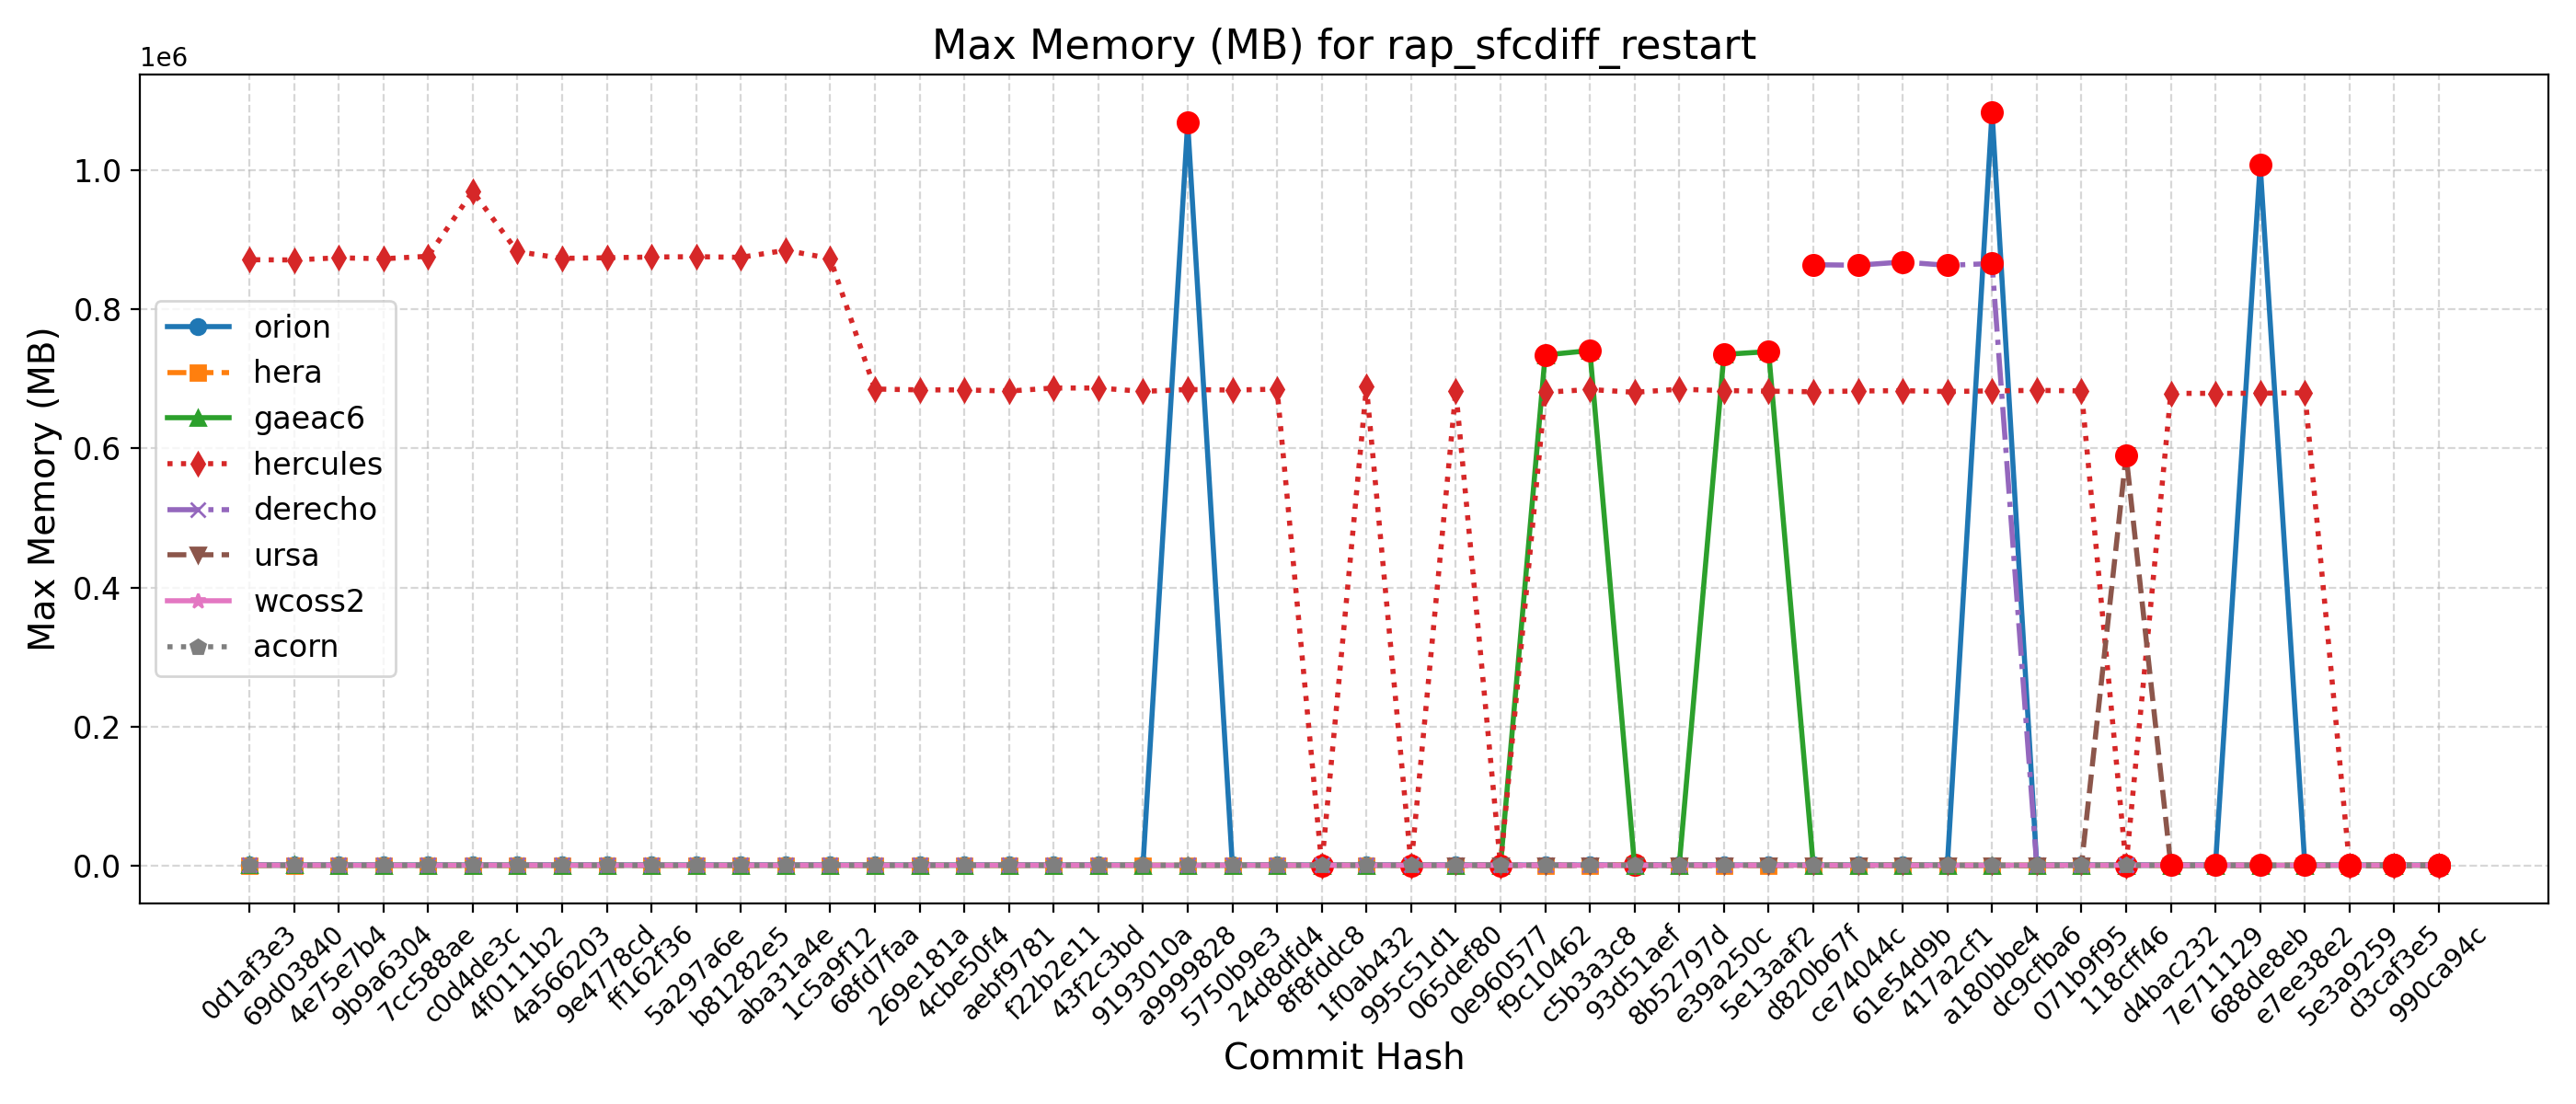 Max Memory (MB) for rap_sfcdiff_restart
1e6
1.0
0.8
0.6
0.4
0.2
0.0
Max Memory (MB)
orion
hera
gaeac6
hercules
derecho
ursa
wcoss2
acorn
0d1af3e3
69d03840
4e75e7b4
9b9a6304
7cc588ae
c0d4de3c
4f0111b2
4a566203
9e4778cd
ff162f36
5a297a6e
b81282e5
aba31a4e
1c5a9f12
68fd7faa
269e181a
4cbe50f4
aebf9781
f22b2e11
43f2c3bd
9193010a
a9999828
5750b9e3
24d8dfd4
8f8fddc8
1f0ab432
995c51d1
065def80
0e960577
f9c10462
c5b3a3c8
93d51aef
8b52797d
e39a250c
5e13aaf2
d820b67f
ce74044c
61e54d9b
417a2cf1
a180bbe4
dc9cfba6
071b9f95
118cff46
d4bac232
7e711129
688de8eb
e7ee38e2
5e3a9259
d3caf3e5
990ca94c
Commit Hash